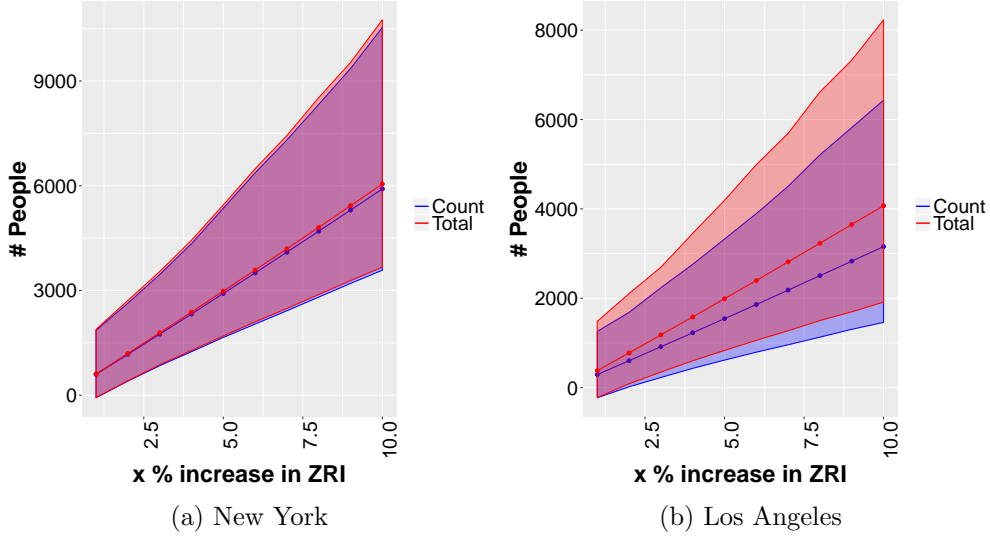 # People
9000
6000
3000
0
2.5
5.0
7.5
10.0
x % increase in ZRI
Count
Total
(a) New York
# People
8000
6000
4000
2000
0
2.5
5.0
7.5
10.0
x % increase in ZRI
Count
Total
(b) Los Angeles